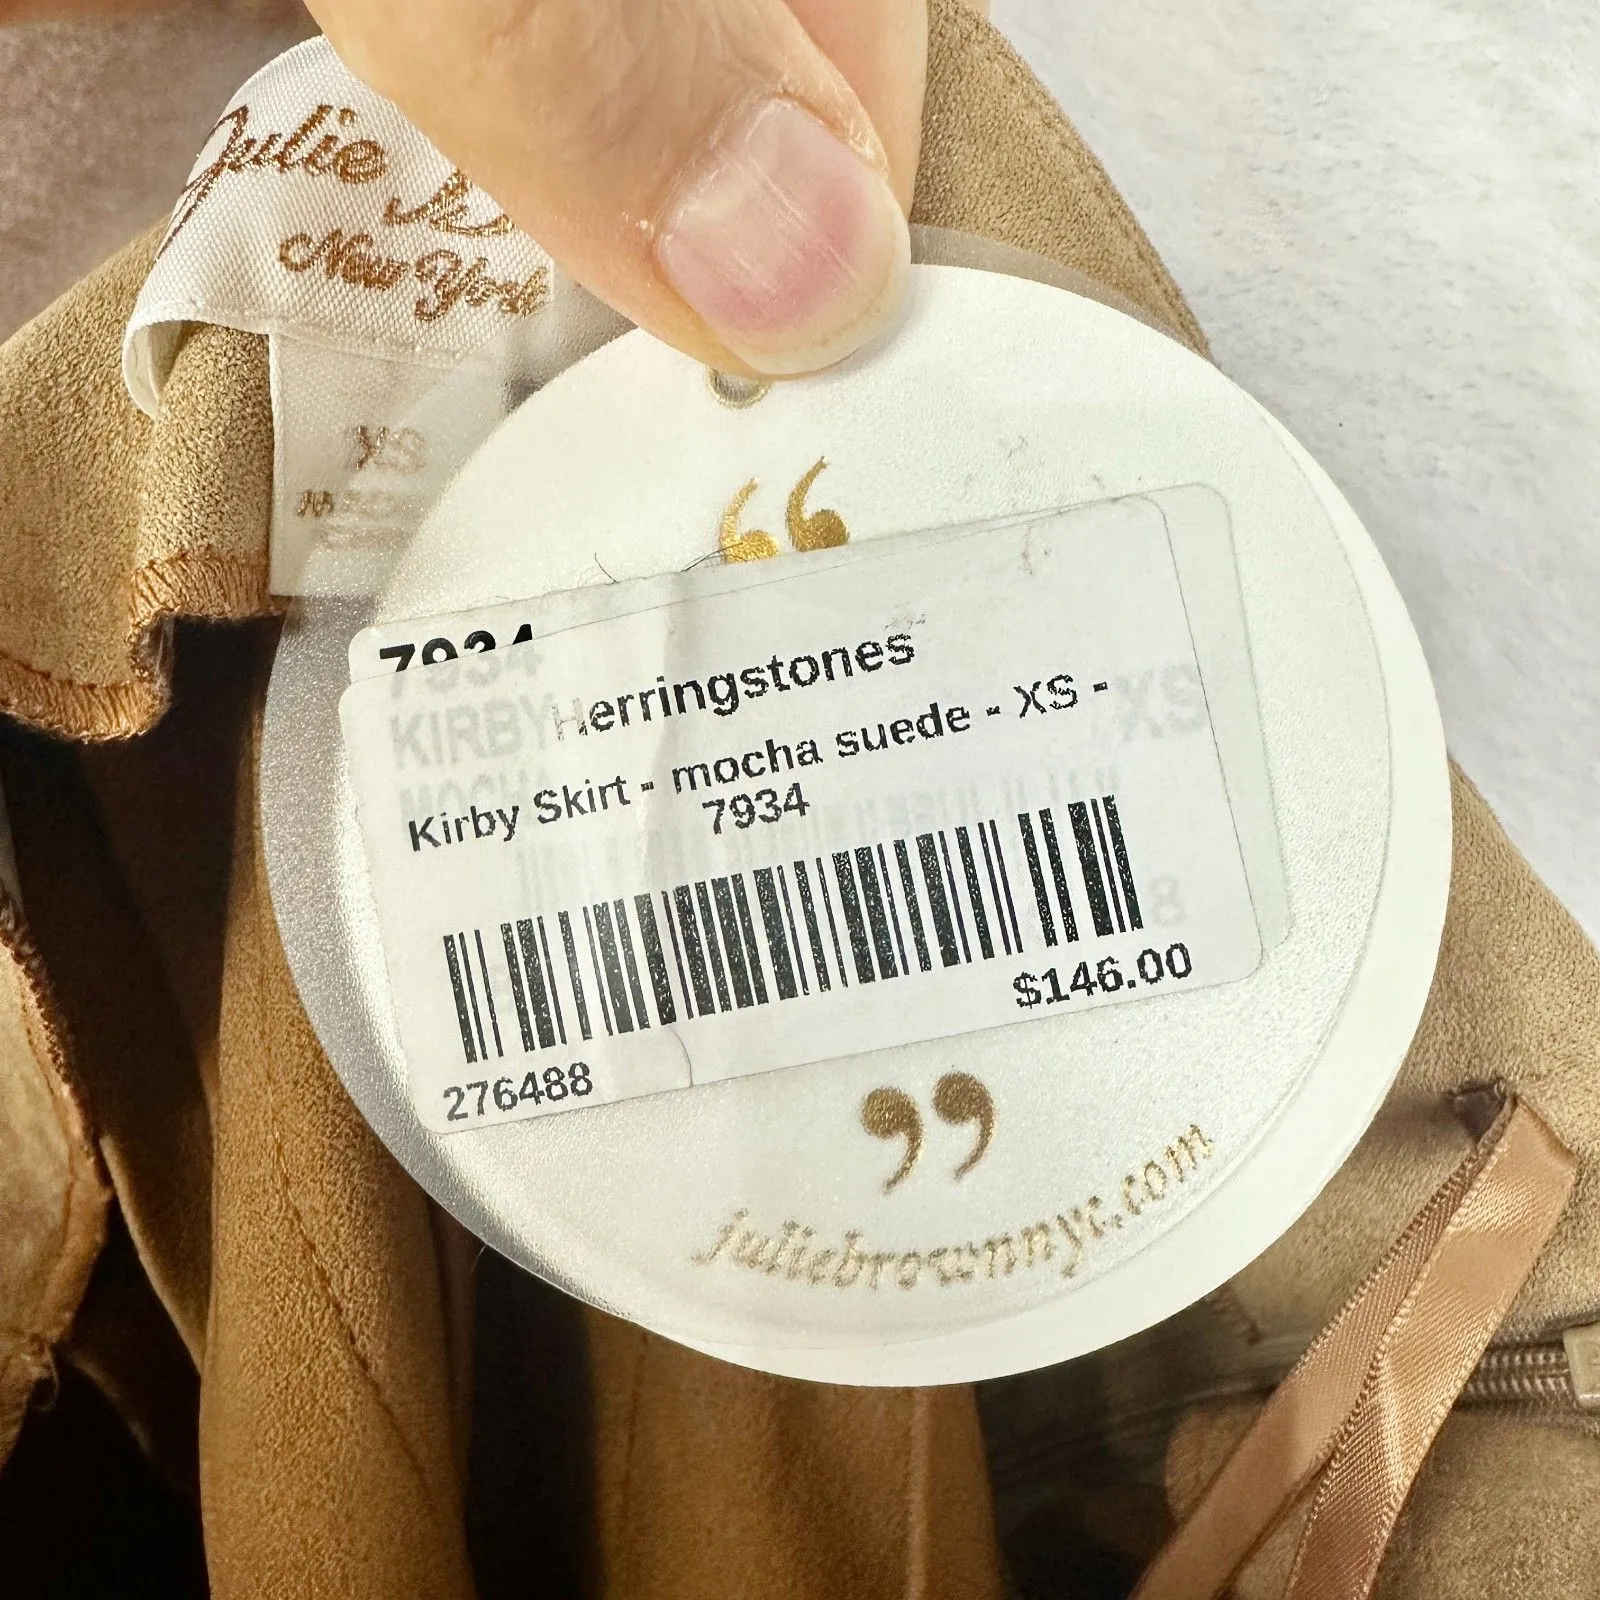 Julie
New York
XS
7934
KIRBY
MOCHA
XS
Herringstones
Kirby Skirt - mocha suede - XS -
7934
$146.00
276488
juliebrownnyc.com